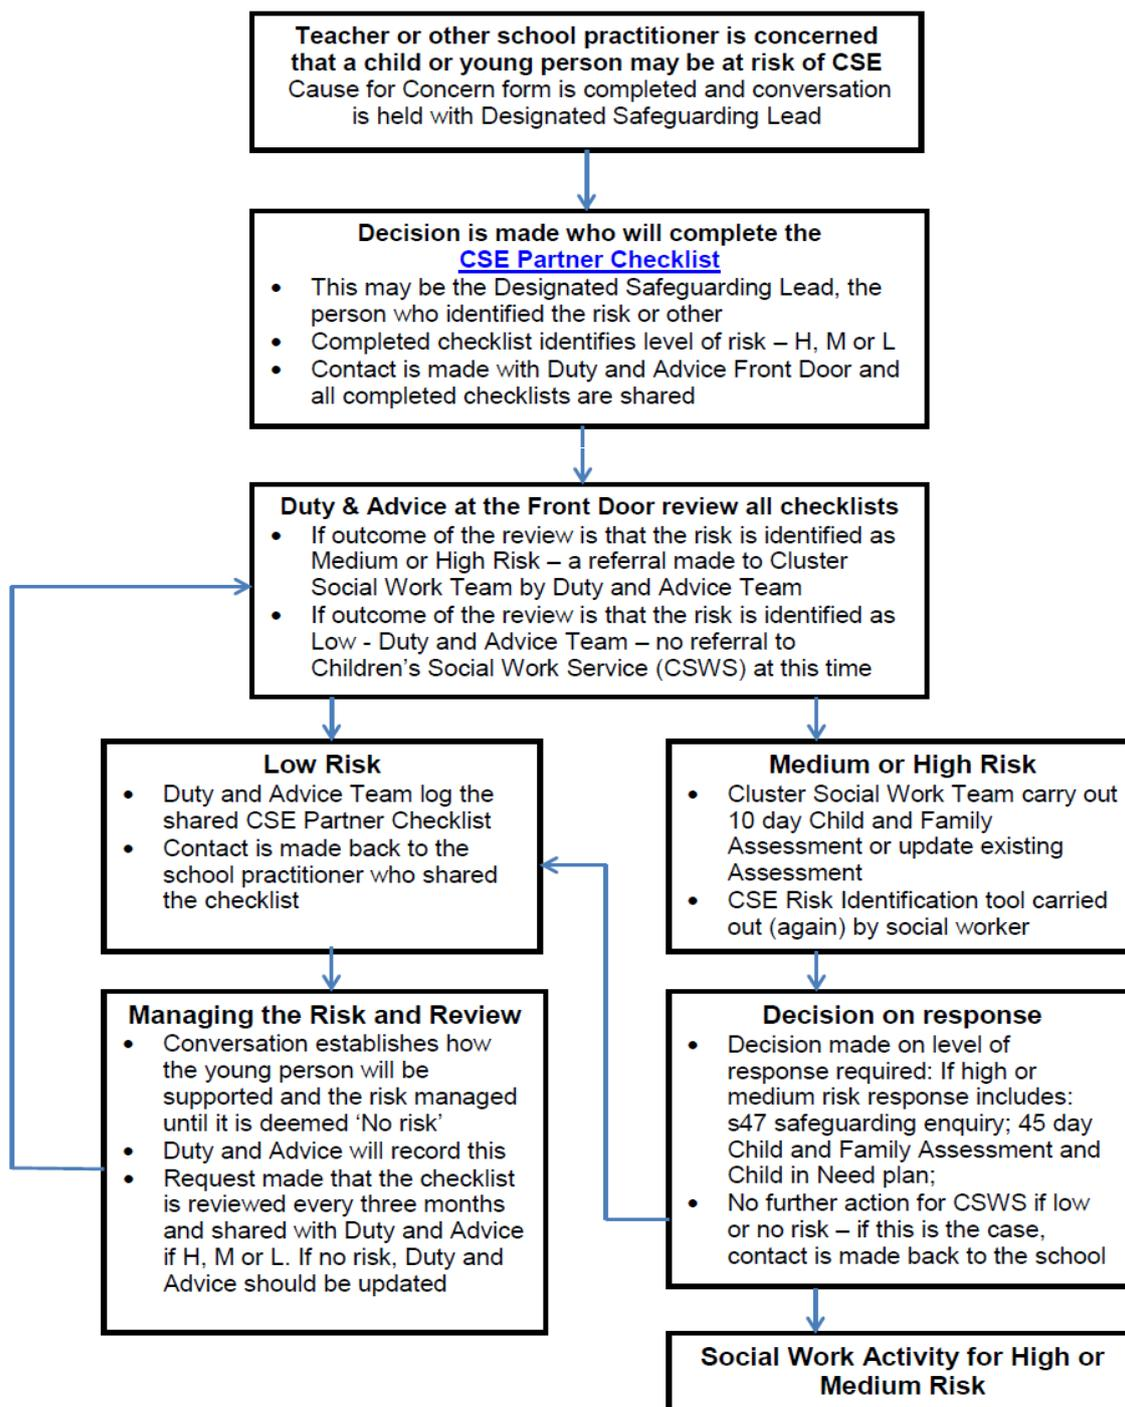 Teacher or other school practitioner is concerned
that a child or young person may be at risk of CSE
Cause for Concern form is completed and conversation
is held with Designated Safeguarding Lead
Decision is made who will complete the
CSE Partner Checklist
• This may be the Designated Safeguarding Lead, the
person who identified the risk or other
• Completed checklist identifies level of risk – H, M or L
• Contact is made with Duty and Advice Front Door and
all completed checklists are shared
Duty & Advice at the Front Door review all checklists
• If outcome of the review is that the risk is identified as
Medium or High Risk – a referral made to Cluster
Social Work Team by Duty and Advice Team
• If outcome of the review is that the risk is identified as
Low - Duty and Advice Team – no referral to
Children's Social Work Service (CSWS) at this time
Low Risk
• Duty and Advice Team log the
shared CSE Partner Checklist
• Contact is made back to the
school practitioner who shared
the checklist
Medium or High Risk
• Cluster Social Work Team carry out
10 day Child and Family
Assessment or update existing
Assessment
• CSE Risk Identification tool carried
out (again) by social worker
Managing the Risk and Review
• Conversation establishes how
the young person will be
supported and the risk managed
until it is deemed 'No risk'
• Duty and Advice will record this
• Request made that the checklist
is reviewed every three months
and shared with Duty and Advice
if H, M or L. If no risk, Duty and
Advice should be updated
Decision on response
• Decision made on level of
response required: If high or
medium risk response includes:
s47 safeguarding enquiry; 45 day
Child and Family Assessment and
Child in Need plan;
• No further action for CSWS if low
or no risk – if this is the case,
contact is made back to the school
Social Work Activity for High or
Medium Risk